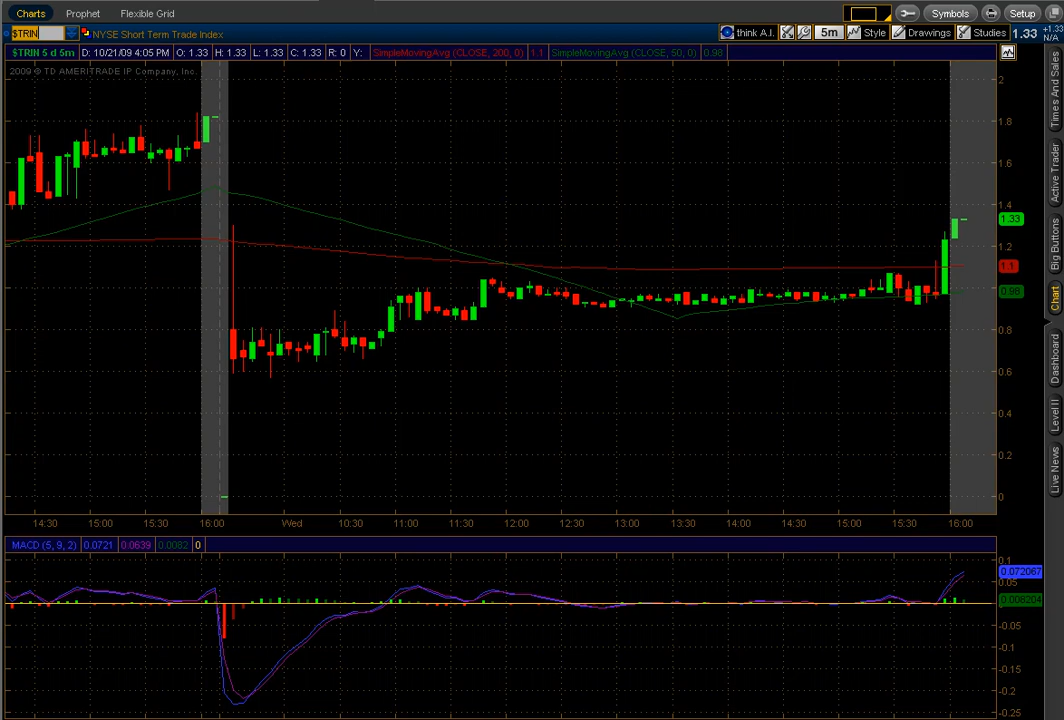 Charts Prophet Flexible Grid Symbols Setup
$TRIN NYSE Short Term Trade Index think A.I. 5m Style Drawings Studies 1.33 +1.33 N/A
$TRIN 5 d 5m D: 10/21/09 4:05 PM O: 1.33 H: 1.33 L: 1.33 C: 1.33 R: 0 Y: SimpleMovingAvg (CLOSE, 200, 0) 1.1 SimpleMovingAvg (CLOSE, 50, 0) 0.98
2009 © TD AMERITRADE IP Company, Inc.
2
1.8
1.6
1.4
1.33
1.2
1.1
0.98
0.8
0.6
0.4
0.2
0
14:30 15:00 15:30 16:00 Wed 10:30 11:00 11:30 12:00 12:30 13:00 13:30 14:00 14:30 15:00 15:30 16:00
MACD (5, 9, 2) 0.0721 0.0639 0.0082 0
0.1
0.072067
0.05
0.008204
-0.05
-0.1
-0.15
-0.2
-0.25
Times And Sales
Active Trader
Big Buttons
Chart
Dashboard
Level II
Live News